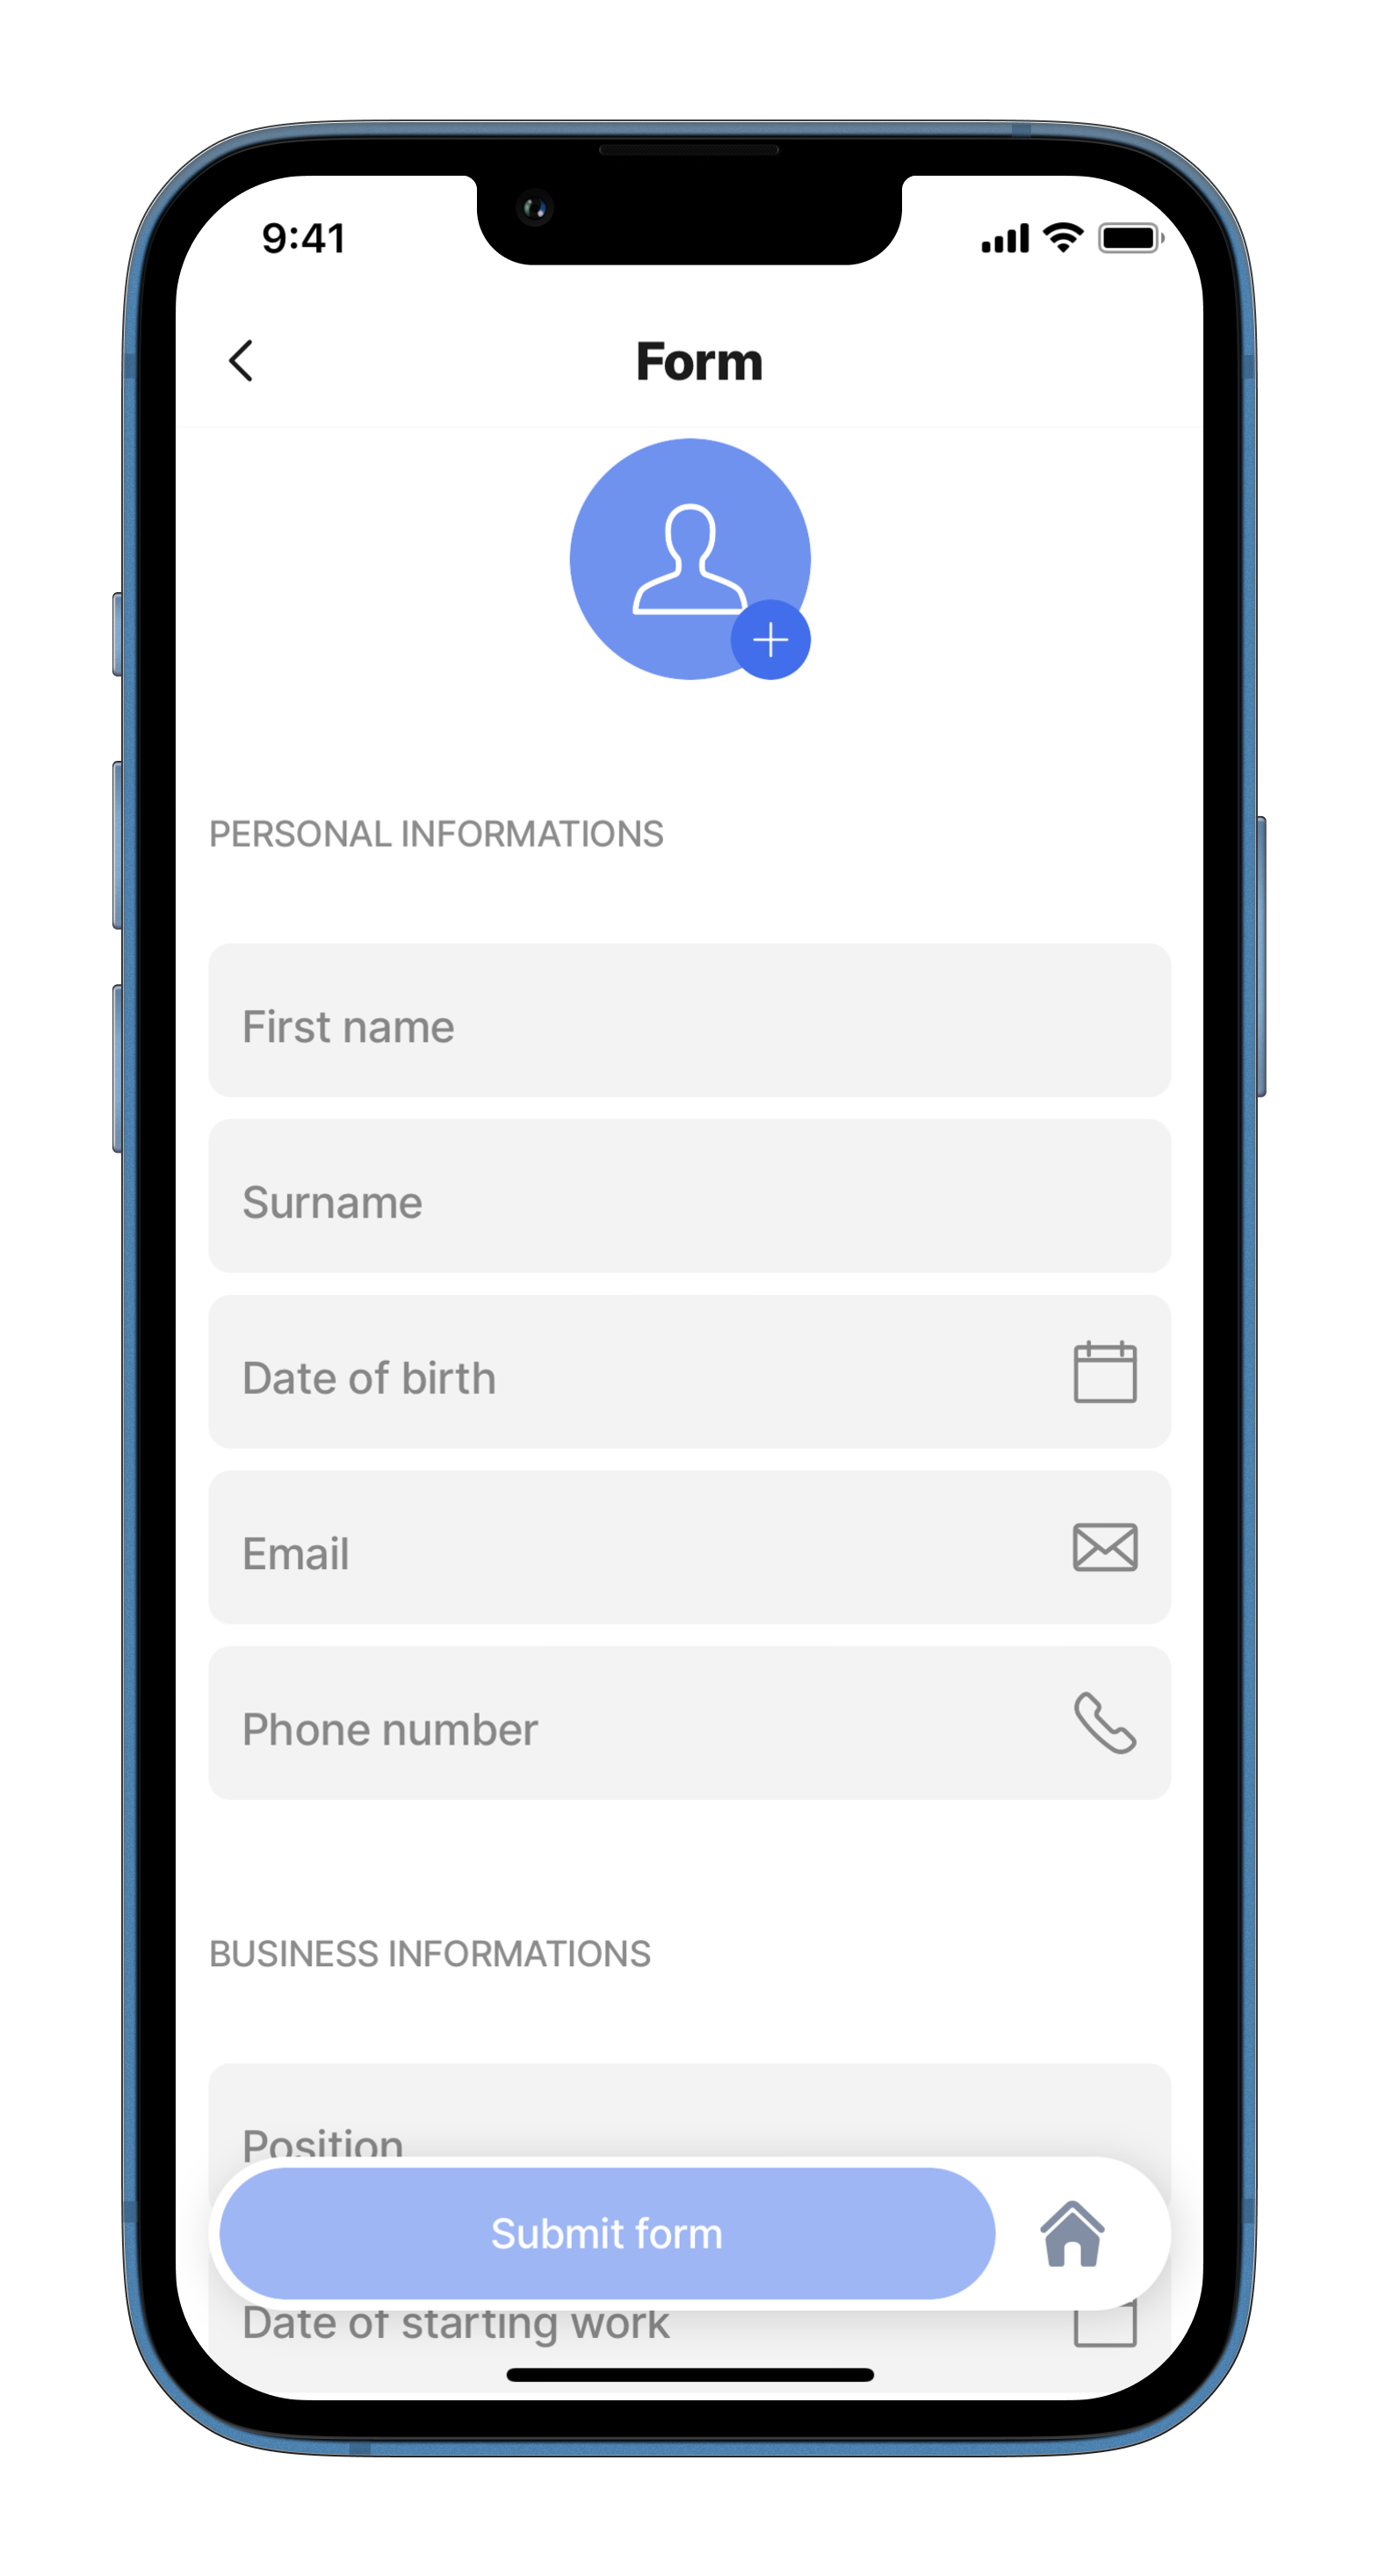 9:41
Form
PERSONAL INFORMATIONS
First name
Surname
Date of birth
Email
Phone number
BUSINESS INFORMATIONS
Position
Submit form
Date of starting work